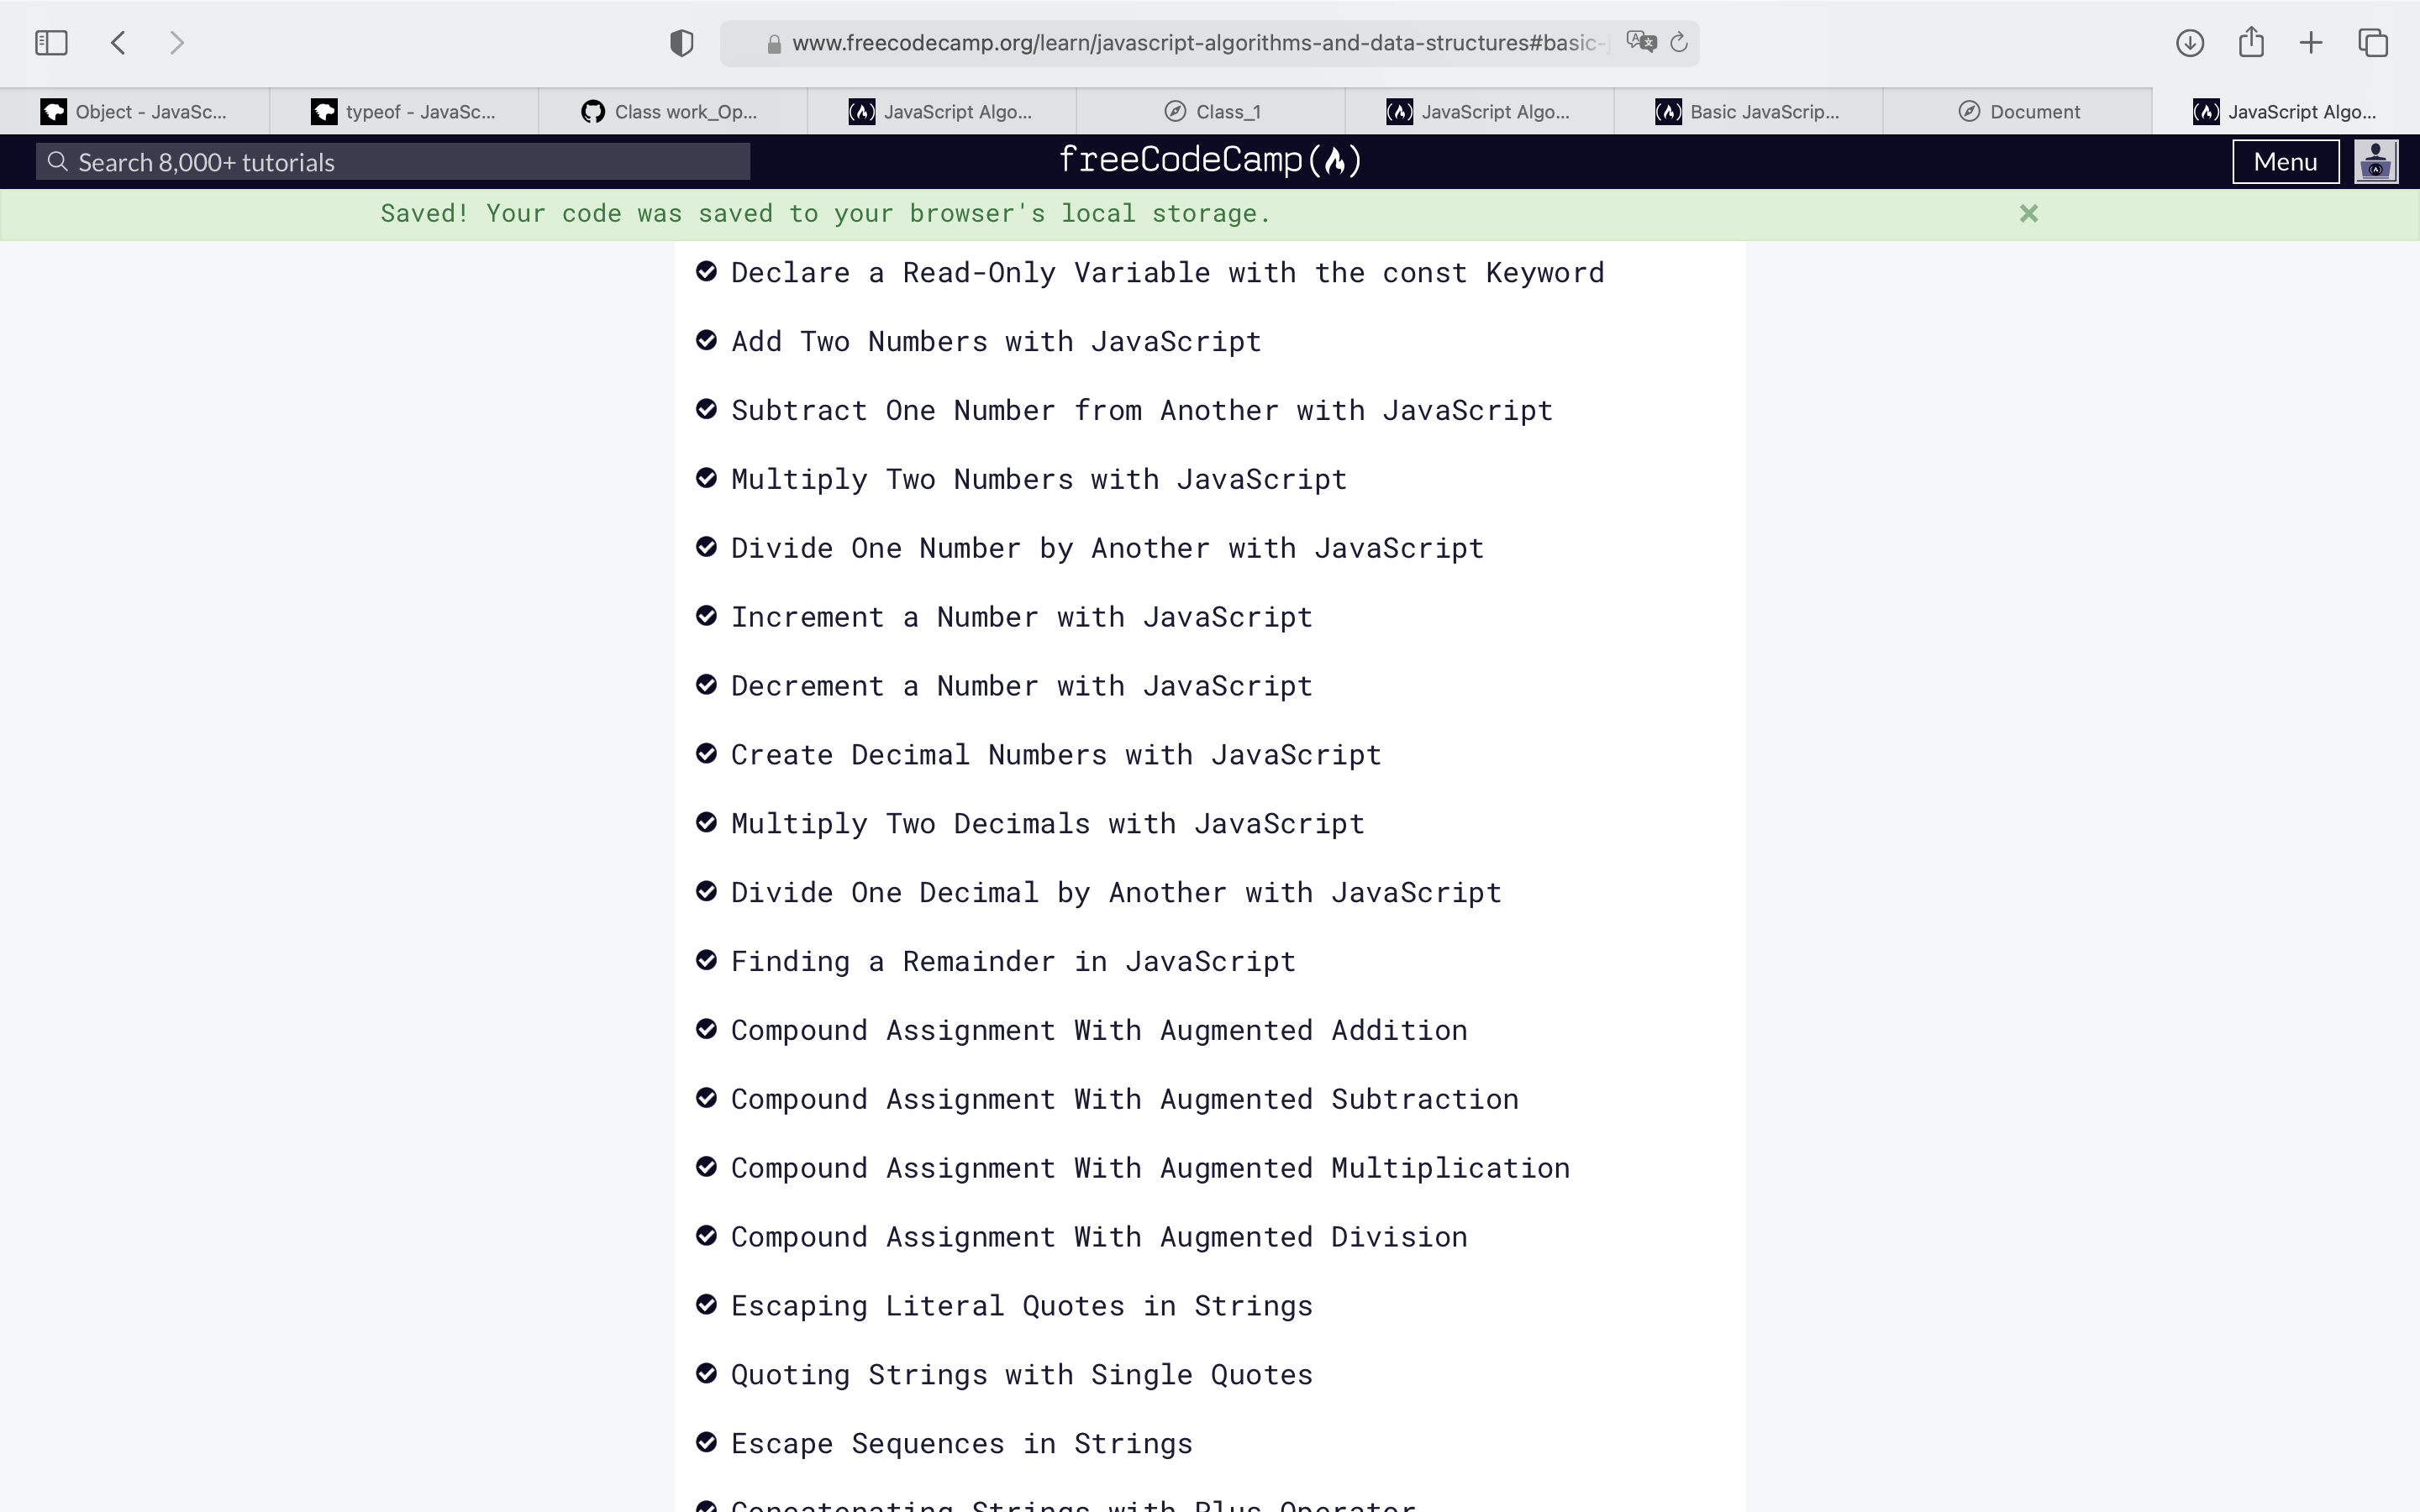 www.freecodecamp.org/learn/javascript-algorithms-and-data-structures#basic-
Object - JavaSc...
typeof - JavaSc...
Class work_Op...
JavaScript Algo...
Class_1
JavaScript Algo...
Basic JavaScrip...
Document
JavaScript Algo...
Search 8,000+ tutorials
freeCodeCamp
Menu
Saved! Your code was saved to your browser's local storage.
Declare a Read-Only Variable with the const Keyword
Add Two Numbers with JavaScript
Subtract One Number from Another with JavaScript
Multiply Two Numbers with JavaScript
Divide One Number by Another with JavaScript
Increment a Number with JavaScript
Decrement a Number with JavaScript
Create Decimal Numbers with JavaScript
Multiply Two Decimals with JavaScript
Divide One Decimal by Another with JavaScript
Finding a Remainder in JavaScript
Compound Assignment With Augmented Addition
Compound Assignment With Augmented Subtraction
Compound Assignment With Augmented Multiplication
Compound Assignment With Augmented Division
Escaping Literal Quotes in Strings
Quoting Strings with Single Quotes
Escape Sequences in Strings
Concatenating Strings with Plus Operator